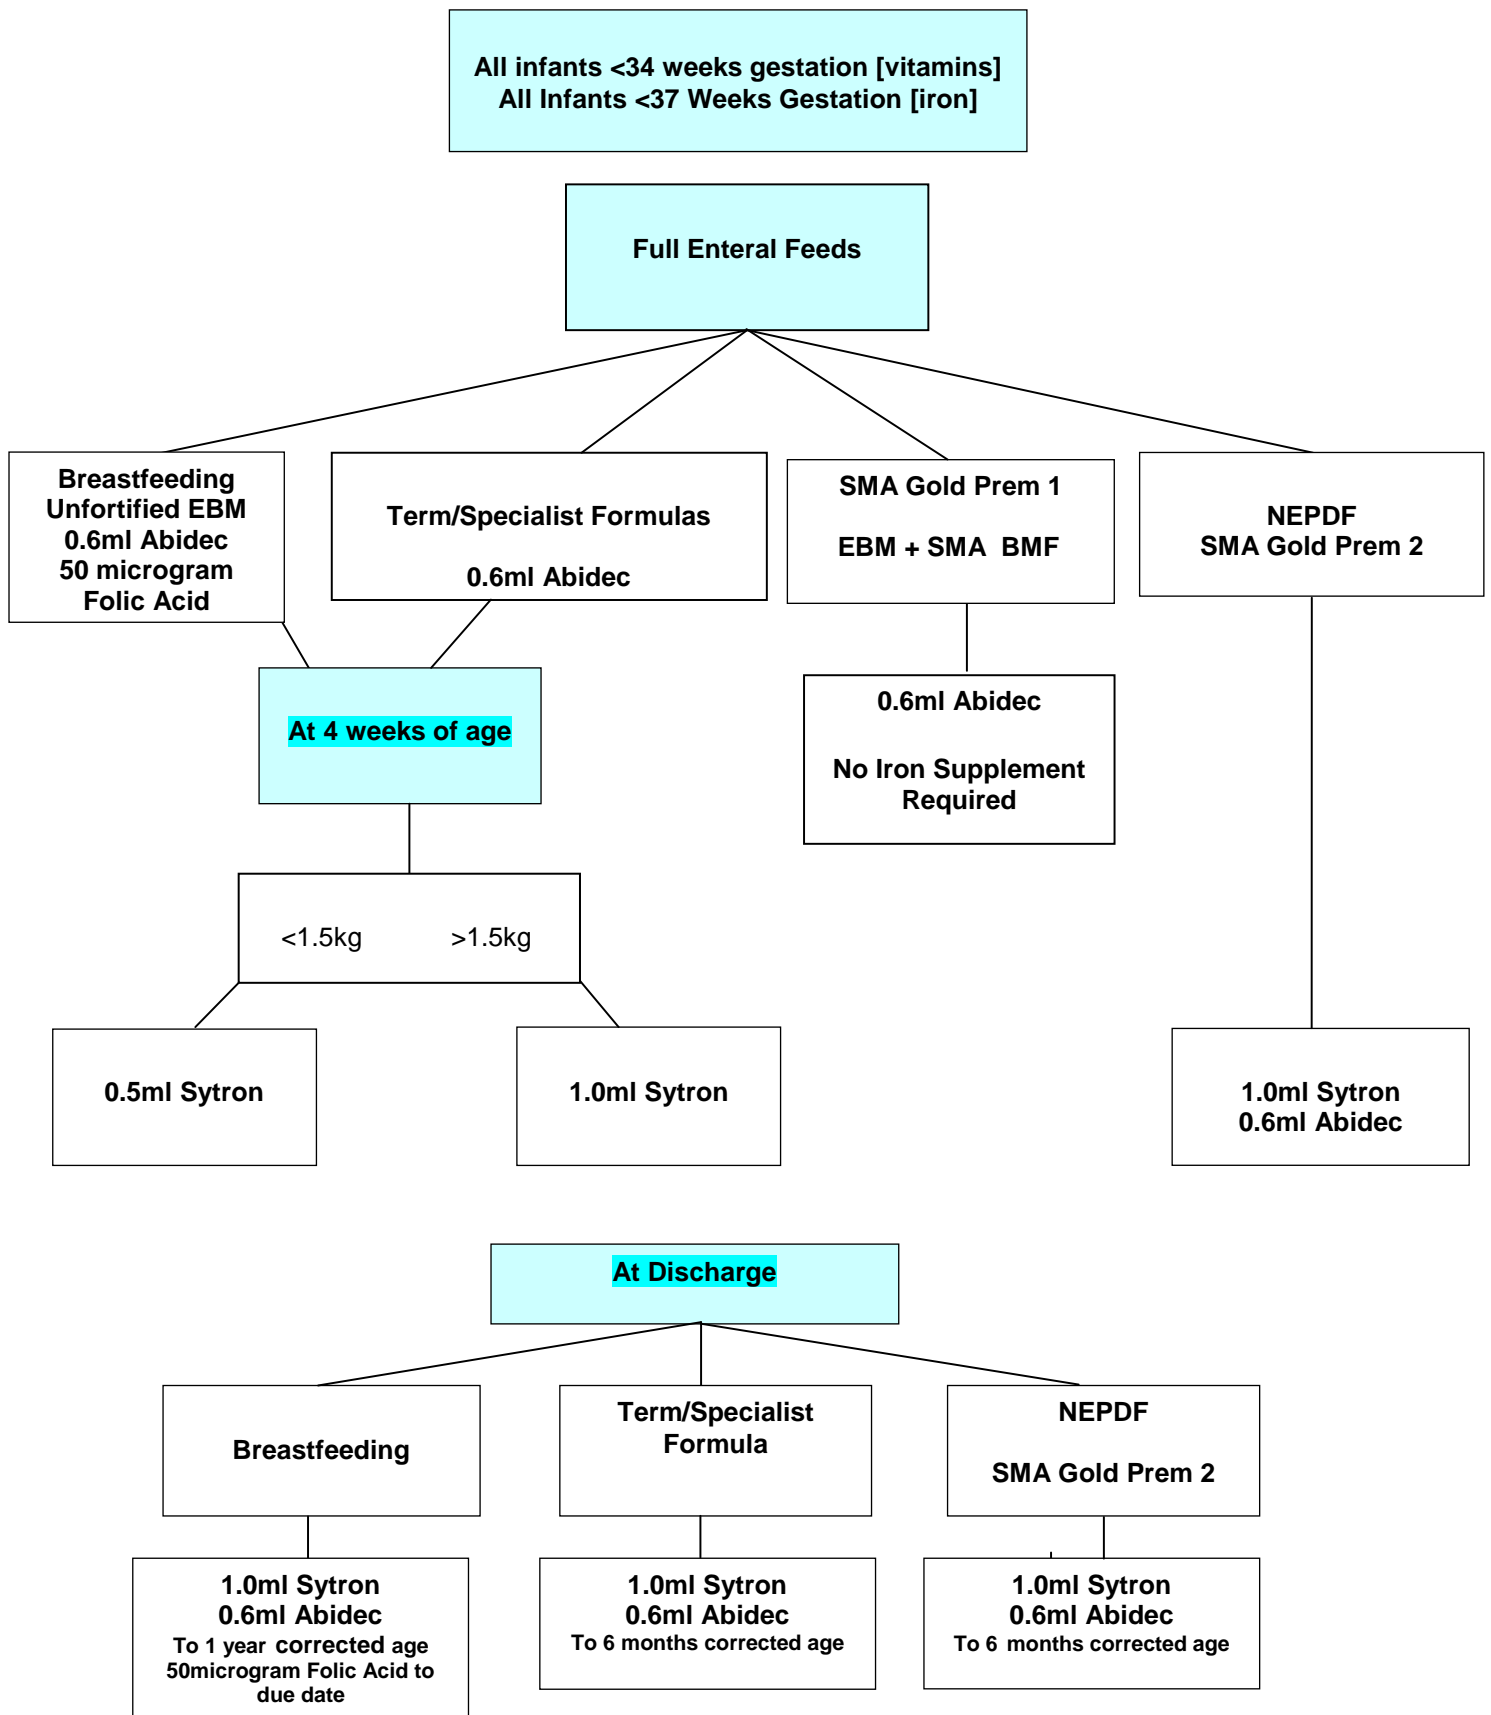 All infants <34 weeks gestation [vitamins]
All Infants <37 Weeks Gestation [iron]
Full Enteral Feeds
Breastfeeding
Unfortified EBM
0.6ml Abidec
50 microgram
Folic Acid
Term/Specialist Formulas
0.6ml Abidec
SMA Gold Prem 1
EBM + SMA BMF
NEPDF
SMA Gold Prem 2
At 4 weeks of age
0.6ml Abidec
No Iron Supplement
Required
<1.5kg >1.5kg
0.5ml Sytron
1.0ml Sytron
1.0ml Sytron
0.6ml Abidec
At Discharge
Breastfeeding
Term/Specialist
Formula
NEPDF
SMA Gold Prem 2
1.0ml Sytron
0.6ml Abidec
To 1 year corrected age
50microgram Folic Acid to
due date
1.0ml Sytron
0.6ml Abidec
To 6 months corrected age
1.0ml Sytron
0.6ml Abidec
To 6 months corrected age